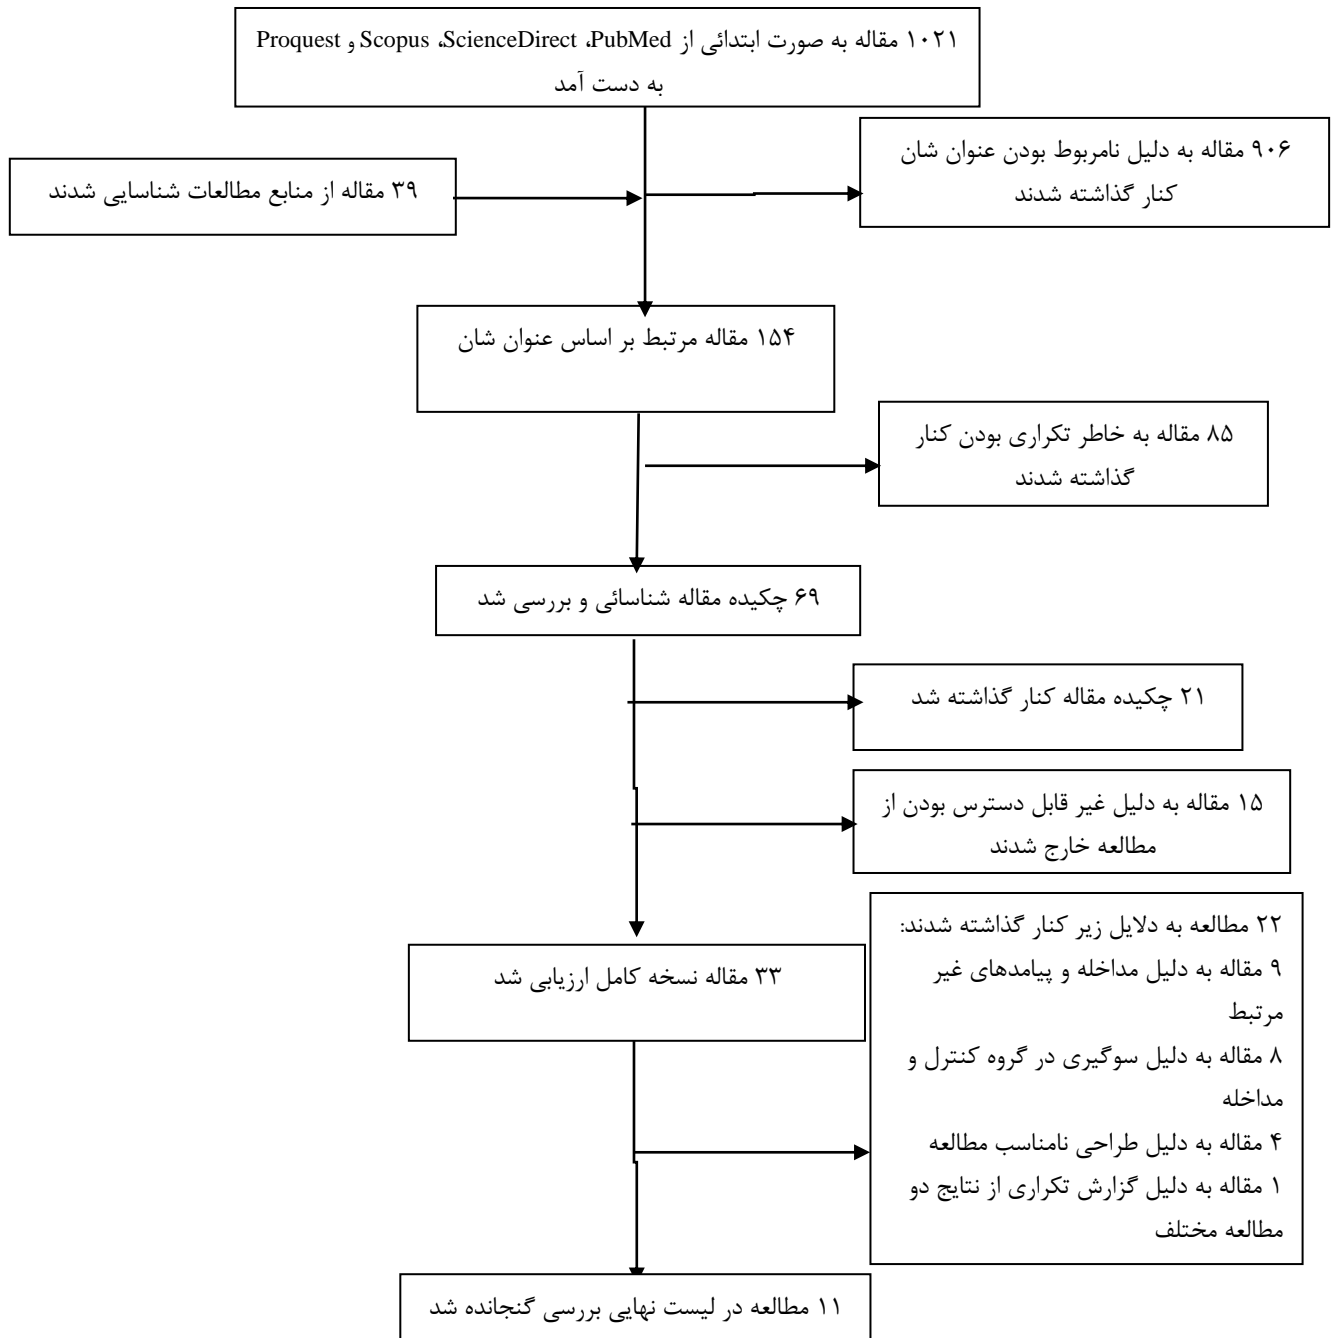 ۱۰۲۱ مقاله به صورت ابتدائی از PubMed، ScienceDirect، Scopus و Proquest
به دست آمد
۹۰۶ مقاله به دلیل نامربوط بودن عنوان شان
کنار گذاشته شدند
۳۹ مقاله از منابع مطالعات شناسایی شدند
۱۵۴ مقاله مرتبط بر اساس عنوان شان
۸۵ مقاله به خاطر تکراری بودن کنار
گذاشته شدند
۶۹ چکیده مقاله شناسائی و بررسی شد
۲۱ چکیده مقاله کنار گذاشته شد
۱۵ مقاله به دلیل غیر قابل دسترس بودن از
مطالعه خارج شدند
۳۳ مقاله نسخه کامل ارزیابی شد
۲۲ مطالعه به دلایل زیر کنار گذاشته شدند:
۹ مقاله به دلیل مداخله و پیامدهای غیر
مرتبط
۸ مقاله به دلیل سوگیری در گروه کنترل و
مداخله
۴ مقاله به دلیل طراحی نامناسب مطالعه
۱ مقاله به دلیل گزارش تکراری از نتایج دو
مطالعه مختلف
۱۱ مطالعه در لیست نهایی بررسی گنجانده شد